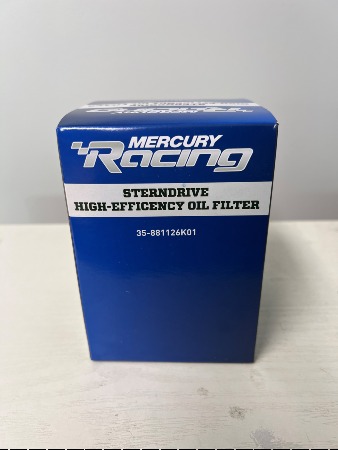 MERCURY
Racing
STERNDRIVE
HIGH-EFFICENCY OIL FILTER
35-881126K01